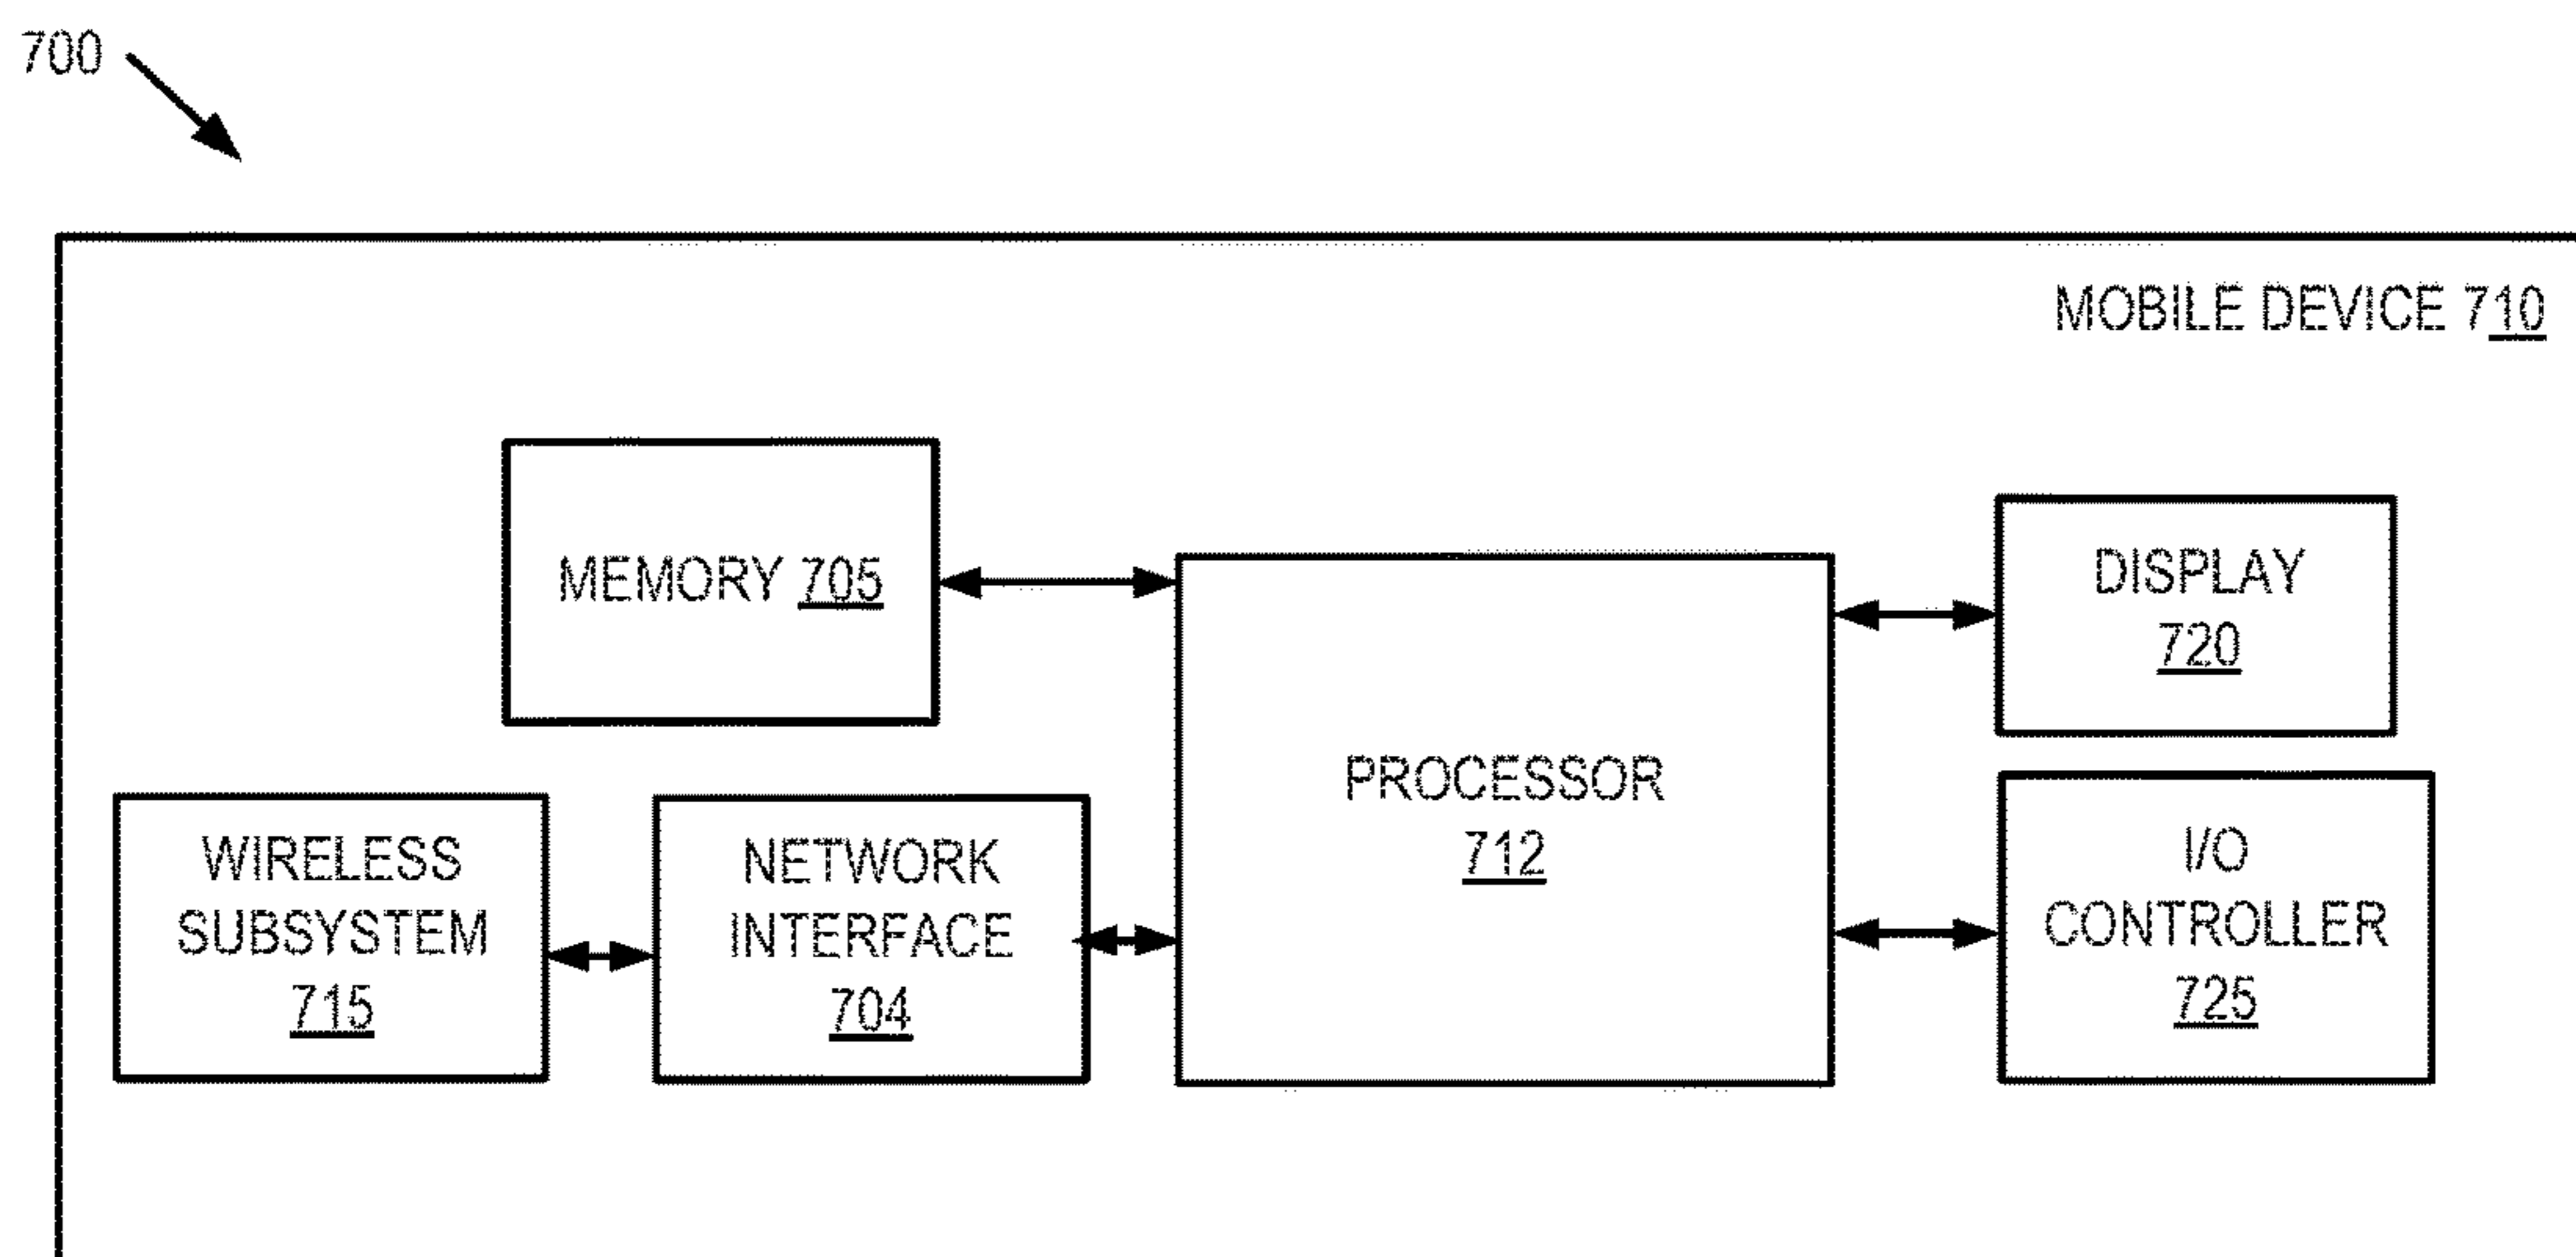 700
MOBILE DEVICE 710
MEMORY 705
DISPLAY
720
PROCESSOR
712
WIRELESS
SUBSYSTEM
715
NETWORK
INTERFACE
704
I/O
CONTROLLER
725